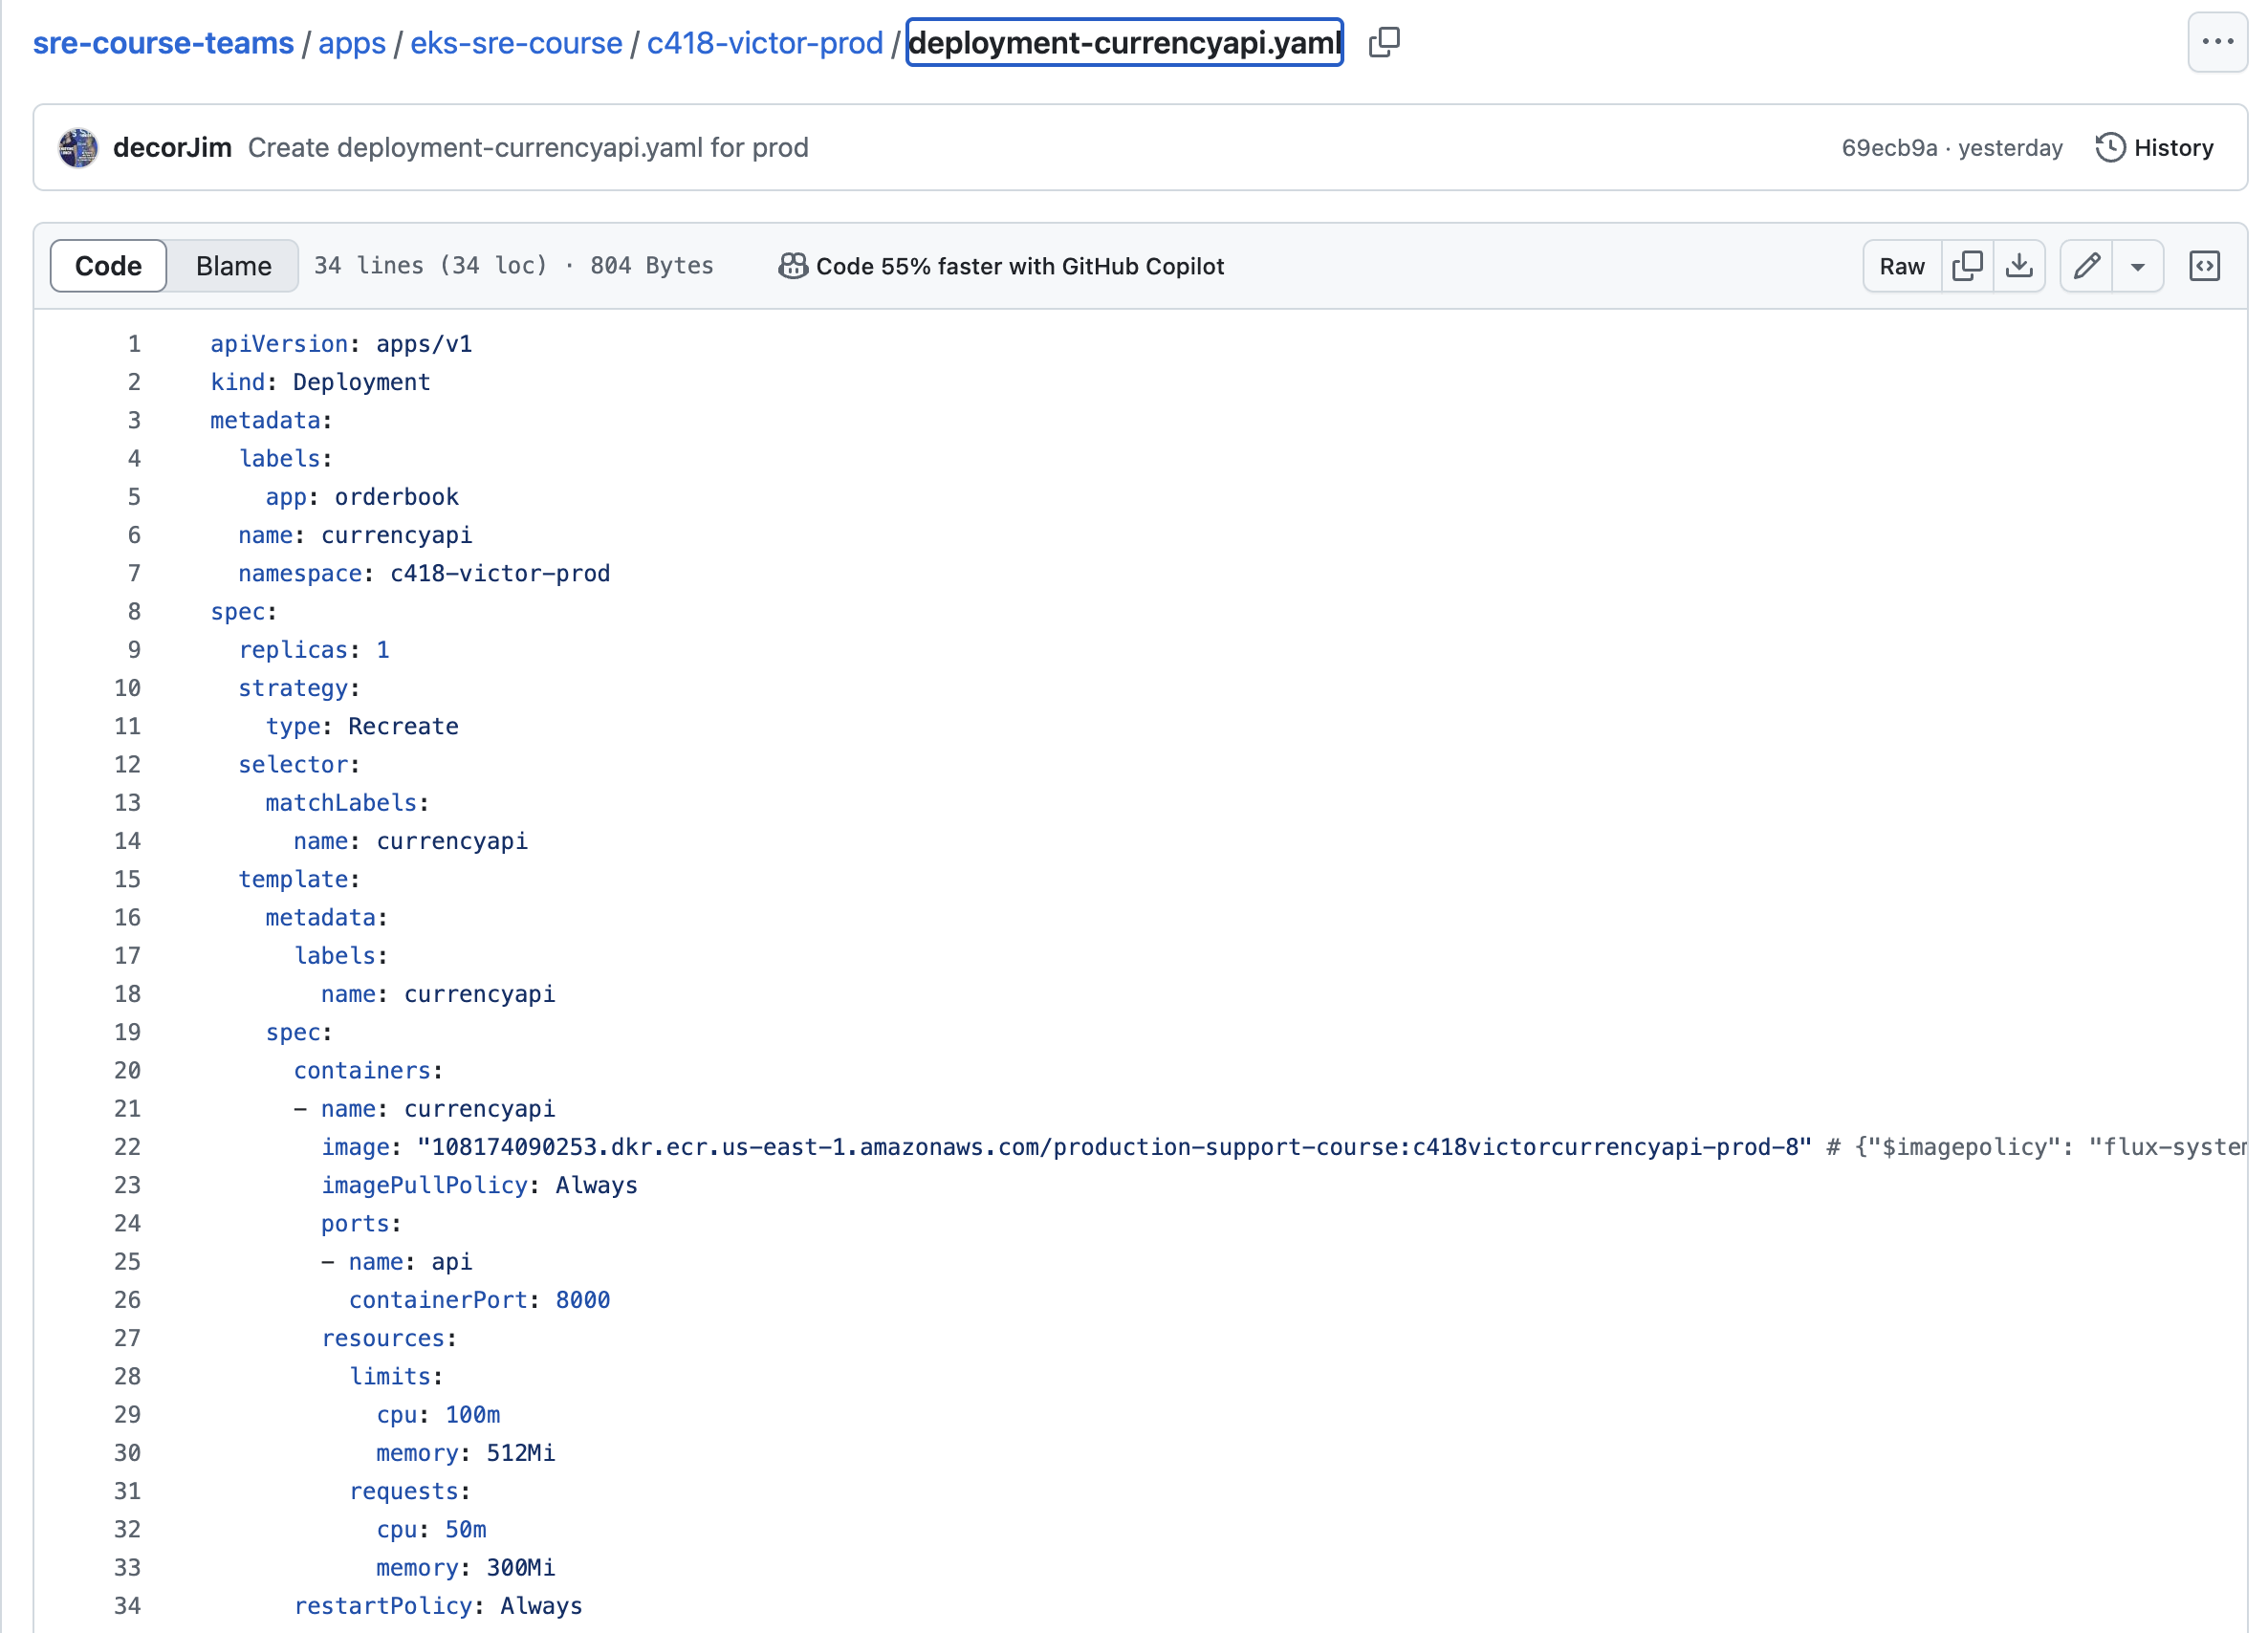 sre-course-teams / apps / eks-sre-course / c418-victor-prod / deployment-currencyapi.yaml
decorJim Create deployment-currencyapi.yaml for prod 69ecb9a · yesterday History
Code Blame 34 lines (34 loc) · 804 Bytes Code 55% faster with GitHub Copilot Raw
1 apiVersion: apps/v1
2 kind: Deployment
3 metadata:
4   labels:
5     app: orderbook
6   name: currencyapi
7   namespace: c418-victor-prod
8 spec:
9   replicas: 1
10   strategy:
11     type: Recreate
12   selector:
13     matchLabels:
14       name: currencyapi
15   template:
16     metadata:
17       labels:
18         name: currencyapi
19     spec:
20       containers:
21       - name: currencyapi
22         image: "108174090253.dkr.ecr.us-east-1.amazonaws.com/production-support-course:c418victorcurrencyapi-prod-8" # {"$imagepolicy": "flux-system
23         imagePullPolicy: Always
24         ports:
25         - name: api
26           containerPort: 8000
27         resources:
28           limits:
29             cpu: 100m
30             memory: 512Mi
31           requests:
32             cpu: 50m
33             memory: 300Mi
34       restartPolicy: Always